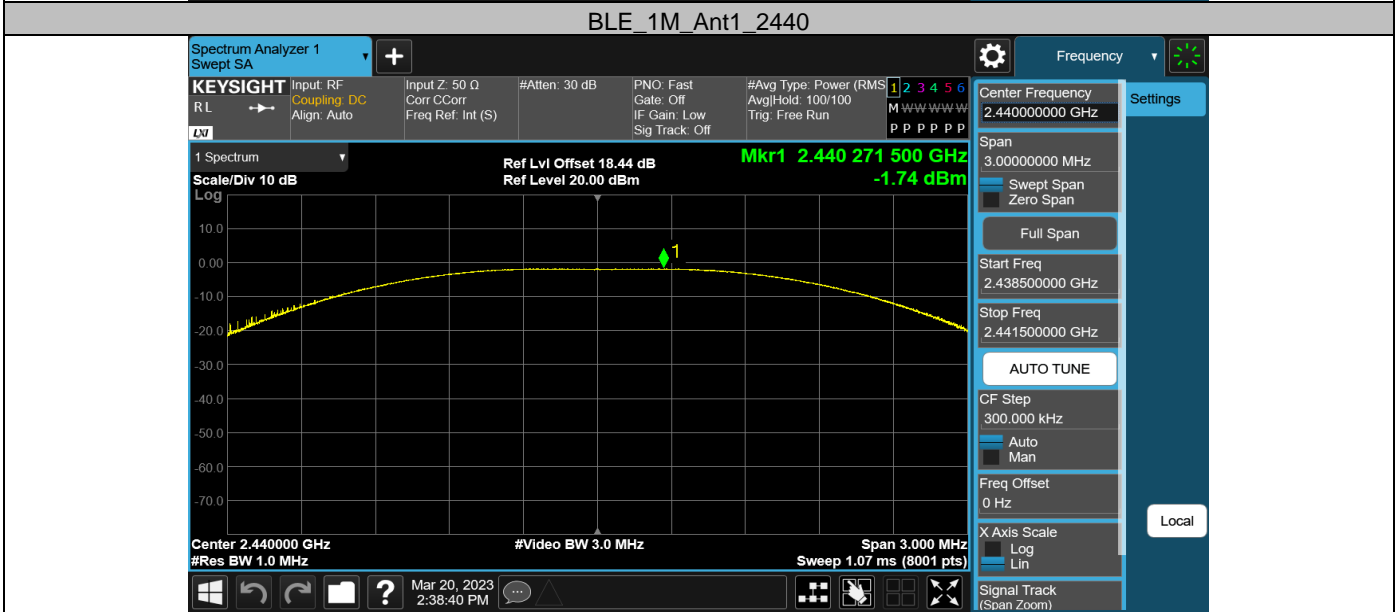 BLE_1M_Ant1_2440
Spectrum Analyzer 1
Swept SA
+
Frequency
KEYSIGHT
RL
LXI
Input: RF
Coupling: DC
Align: Auto
Input Z: 50 Ω
Corr CCorr
Freq Ref: Int (S)
#Atten: 30 dB
PNO: Fast
Gate: Off
IF Gain: Low
Sig Track: Off
#Avg Type: Power (RMS
Avg|Hold: 100/100
Trig: Free Run
1 2 3 4 5 6
M W W W W W
P P P P P P
1 Spectrum
Scale/Div 10 dB
Ref Lvl Offset 18.44 dB
Ref Level 20.00 dBm
Mkr1 2.440 271 500 GHz
-1.74 dBm
Log
10.0
0.00
-10.0
-20.0
-30.0
-40.0
-50.0
-60.0
-70.0
1
Center 2.440000 GHz
#Res BW 1.0 MHz
#Video BW 3.0 MHz
Span 3.000 MHz
Sweep 1.07 ms (8001 pts)
Center Frequency
2.440000000 GHz
Span
3.00000000 MHz
Swept Span
Zero Span
Full Span
Start Freq
2.438500000 GHz
Stop Freq
2.441500000 GHz
AUTO TUNE
CF Step
300.000 kHz
Auto
Man
Freq Offset
0 Hz
X Axis Scale
Log
Lin
Signal Track
(Span Zoom)
Settings
Local
?
Mar 20, 2023
2:38:40 PM